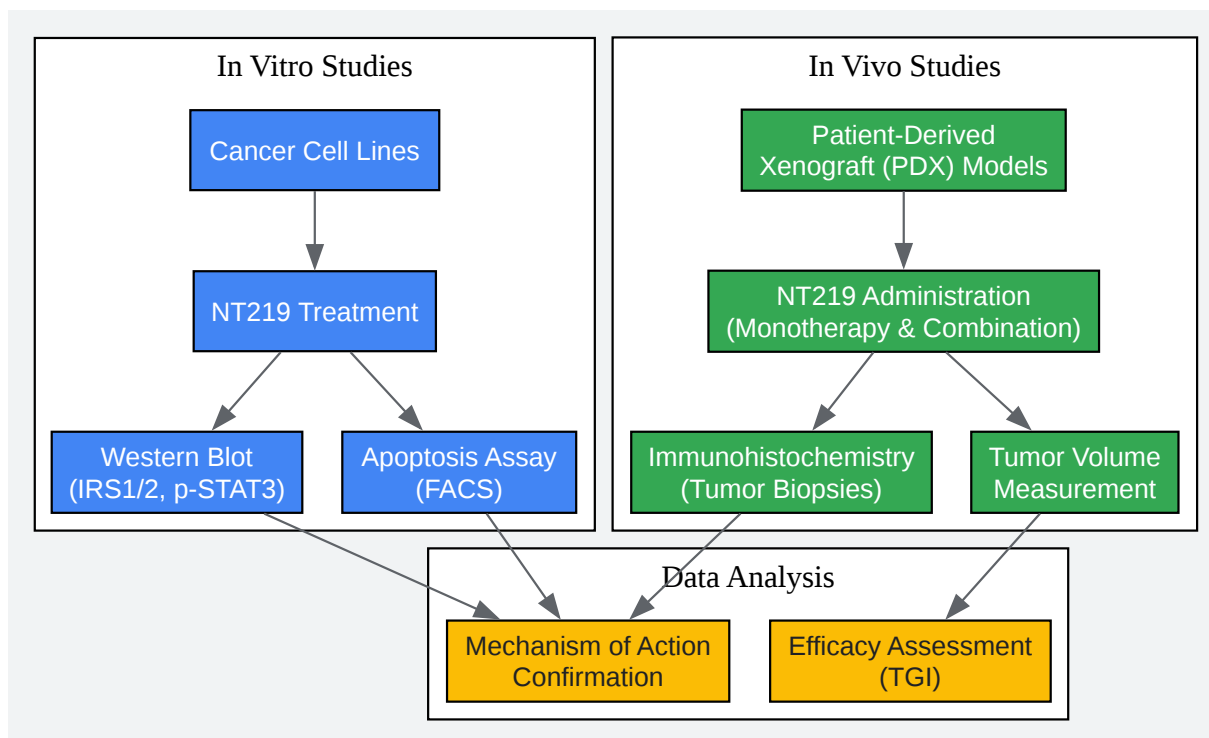 In Vitro Studies
Cancer Cell Lines
NT219 Treatment
Western Blot
(IRS1/2, p-STAT3)
Apoptosis Assay
(FACS)
In Vivo Studies
Patient-Derived
Xenograft (PDX) Models
NT219 Administration
(Monotherapy & Combination)
Immunohistochemistry
(Tumor Biopsies)
Tumor Volume
Measurement
Data Analysis
Mechanism of Action
Confirmation
Efficacy Assessment
(TGI)